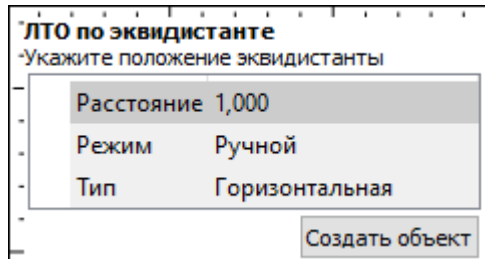 ЛТО по эквидистанте
Укажите положение эквидистанты
Расстояние 1,000
Режим Ручной
Тип Горизонтальная
Создать объект